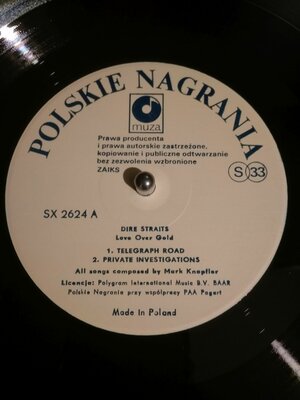 POLSKIE NAGRANIA
muza
Prawa producenta
i prawa autorskie zastrzeżone,
kopiowanie i publiczne odtwarzanie
bez zezwolenia wzbronione
ZAIKS
S 33
SX 2624 A
DIRE STRAITS
Love Over Gold
1. TELEGRAPH ROAD
2. PRIVATE INVESTIGATIONS
All songs composed by Mark Knopfler
Licencja: Polygram International Music B.V. BAAR
Polskie Nagrania przy współpracy PAA Pagart
Made in Poland